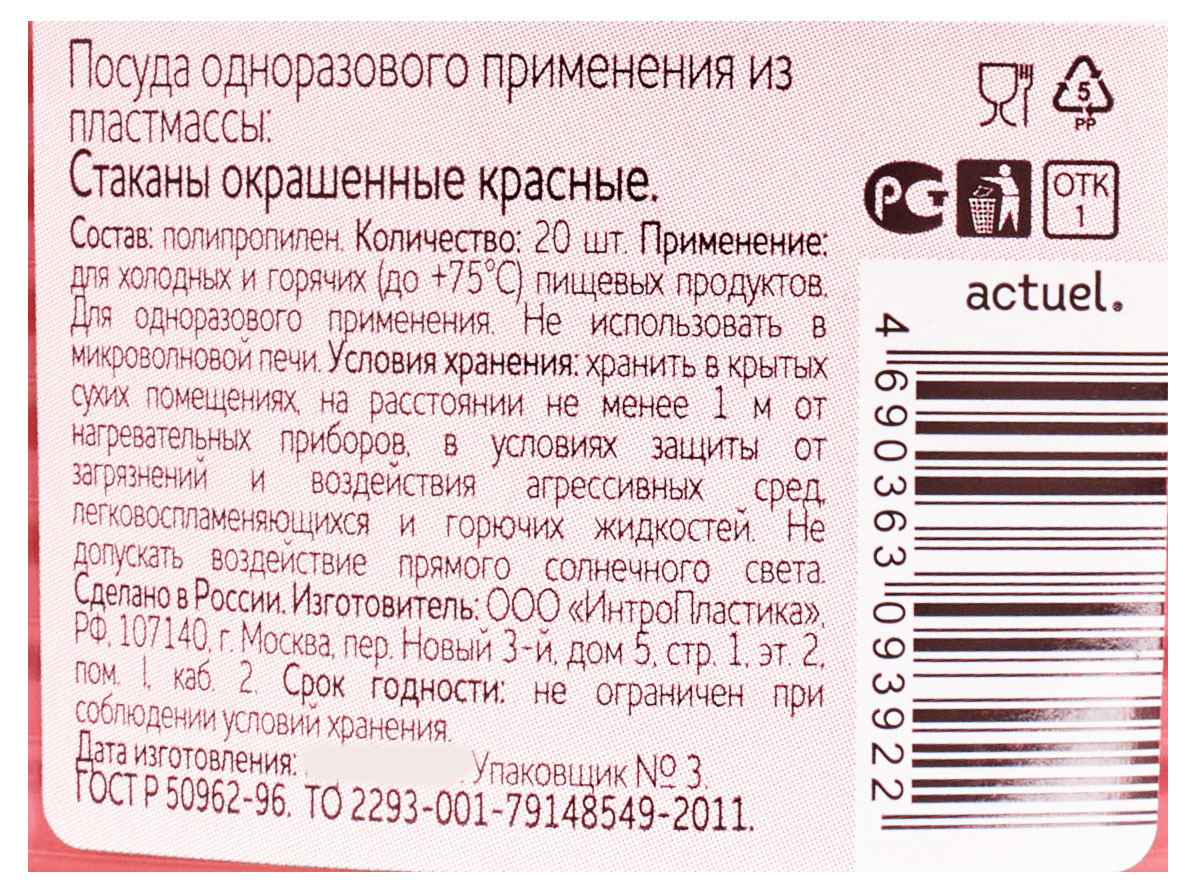 Посуда одноразового применения из
пластмассы:
Стаканы окрашенные красные.
Состав: полипропилен. Количество: 20 шт. Применение:
для холодных и горячих (до +75°С) пищевых продуктов.
Для одноразового применения. Не использовать в
микроволновой печи. Условия хранения: хранить в крытых
сухих помещениях, на расстоянии не менее 1 м от
нагревательных приборов, в условиях защиты от
загрязнений и воздействия агрессивных сред,
легковоспламеняющихся и горючих жидкостей. Не
допускать воздействие прямого солнечного света.
Сделано в России. Изготовитель: ООО «ИнтроПластика»,
РФ, 107140, г. Москва, пер. Новый 3-й, дом 5, стр. 1, эт. 2,
пом. I, каб. 2. Срок годности: не ограничен при
соблюдении условий хранения.
Дата изготовления: Упаковщик № 3.
ГОСТ Р 50962-96. ТО 2293-001-79148549-2011.
5
PP
РСТ
ОТК
1
actuel.
4 690363 093922